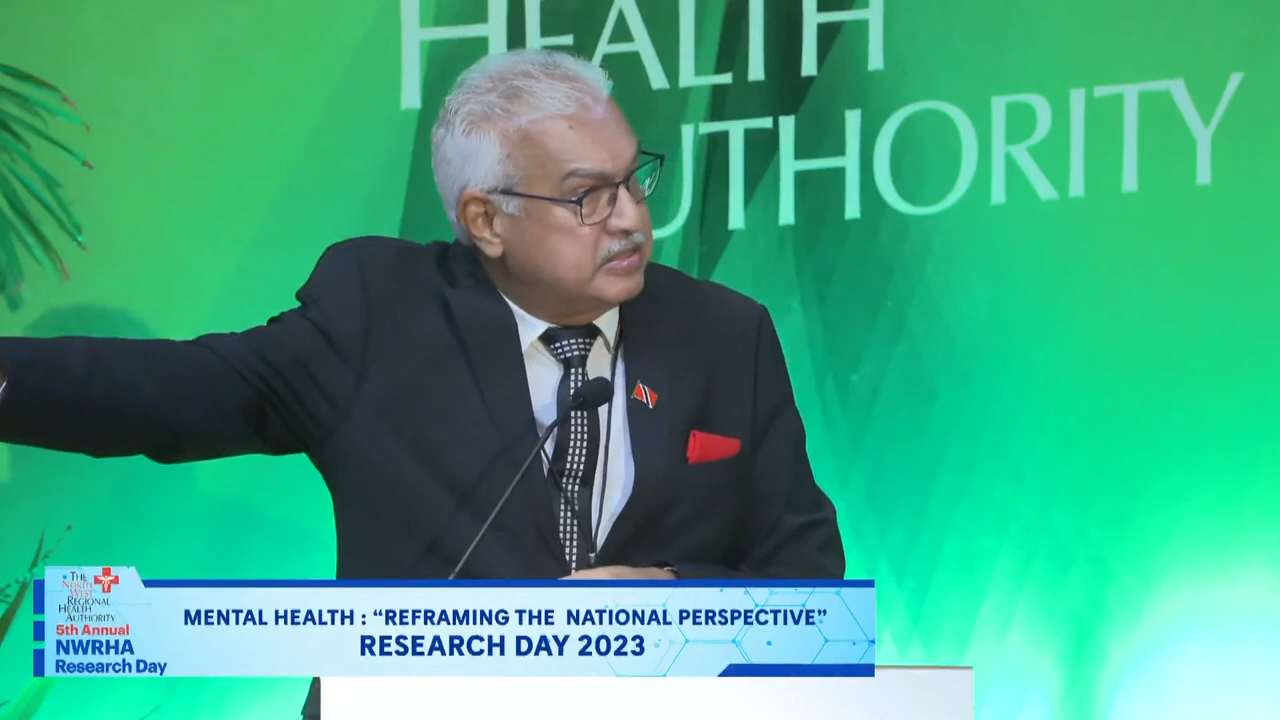 HEALTH
AUTHORITY
THE
NORTH
WEST
REGIONAL
HEALTH
AUTHORITY
5th Annual
NWRHA
Research Day
MENTAL HEALTH : “REFRAMING THE NATIONAL PERSPECTIVE”
RESEARCH DAY 2023